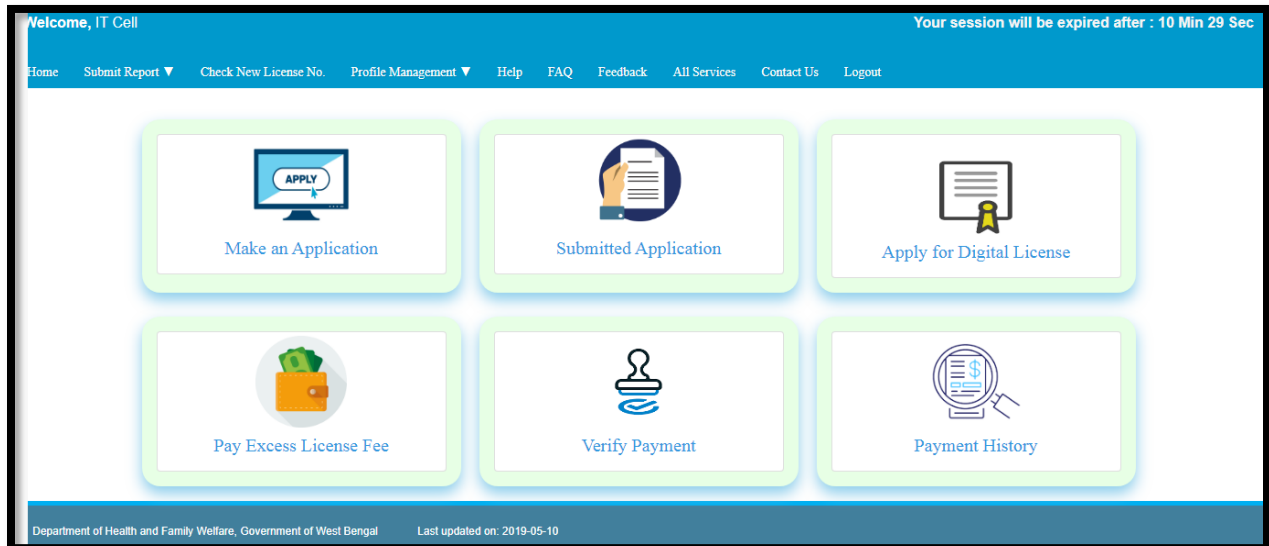 Welcome, IT Cell
Your session will be expired after : 10 Min 29 Sec
Home Submit Report ▼ Check New License No. Profile Management ▼ Help FAQ Feedback All Services Contact Us Logout
APPLY
Make an Application
Submitted Application
Apply for Digital License
$
Pay Excess License Fee
Verify Payment
Payment History
Department of Health and Family Welfare, Government of West Bengal Last updated on: 2019-05-10